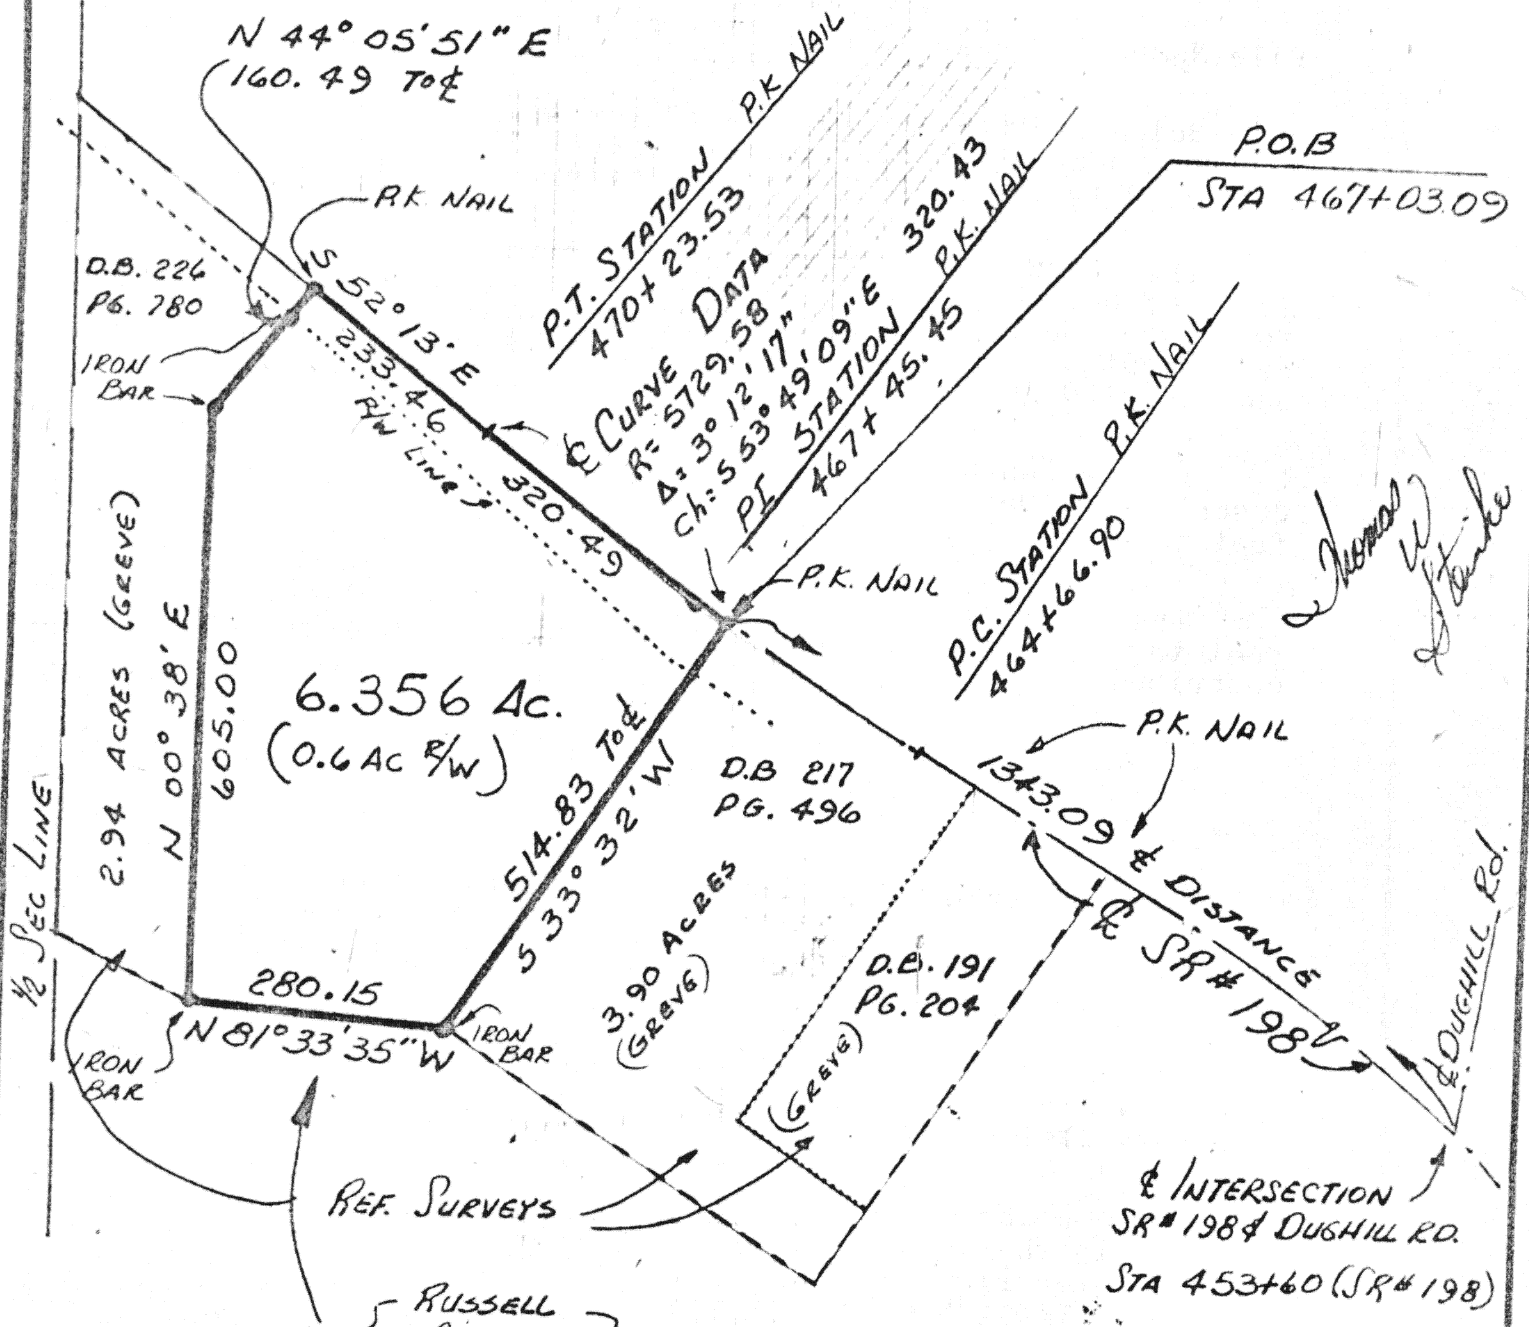 N 44° 05' 51" E
160.49 To ℄
P.K. NAIL
D.B. 226
PG. 780
IRON
BAR
S 52° 13' E
233.46
R/W LINE
320.49
P.T. STATION P.K NAIL
470+ 23.53
℄ CURVE DATA
R= 5729.58
Δ= 3° 12' 17"
Ch= S 53° 49' 09" E 320.43
PI STATION P.K. NAIL
467+ 45.45
P.O.B
STA 467+03.09
P.K. NAIL
P.C. STATION P.K. NAIL
464+66.90
Thomas W Steinke
2.94 ACRES (GREVE)
N 00° 38' E
605.00
6.356 Ac.
(0.6 AC R/W)
514.83 To ℄
S 33° 32' W
D.B 217
PG. 496
P.K. NAIL
1343.09 ℄ DISTANCE
℄ SR# 198
℄ DUGHILL Rd.
½ SEC LINE
280.15
N 81° 33' 35" W
IRON
BAR
IRON
BAR
3.90 ACRES
(GREVE)
D.B. 191
PG. 204
(GREVE)
REF. SURVEYS
℄ INTERSECTION
SR# 198 & DUGHILL RD.
STA 453+60 (SR# 198)
RUSSELL